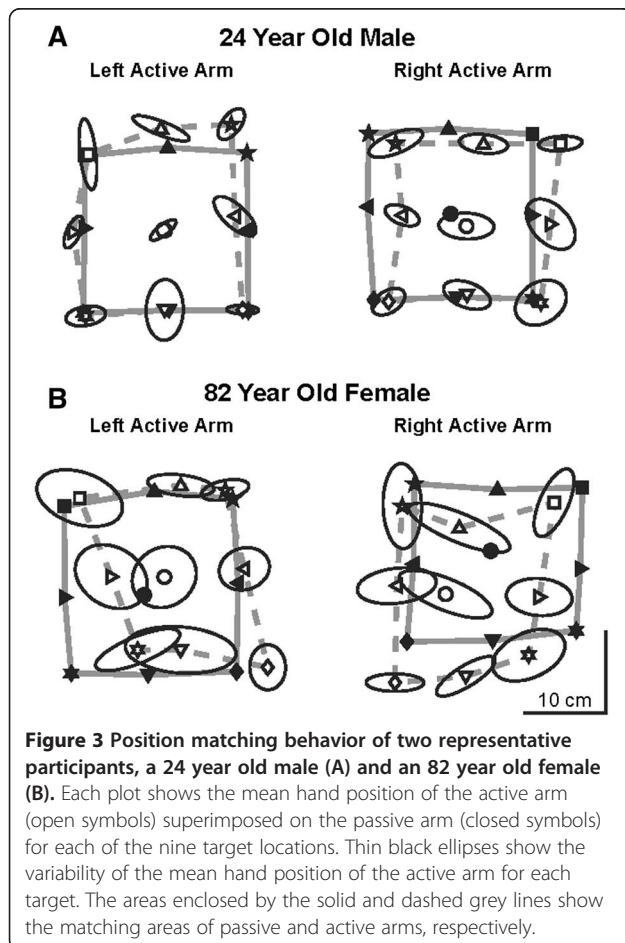 A
24 Year Old Male
Left Active Arm
Right Active Arm
B
82 Year Old Female
Left Active Arm
Right Active Arm
10 cm
Figure 3 Position matching behavior of two representative
participants, a 24 year old male (A) and an 82 year old female
(B). Each plot shows the mean hand position of the active arm
(open symbols) superimposed on the passive arm (closed symbols)
for each of the nine target locations. Thin black ellipses show the
variability of the mean hand position of the active arm for each
target. The areas enclosed by the solid and dashed grey lines show
the matching areas of passive and active arms, respectively.